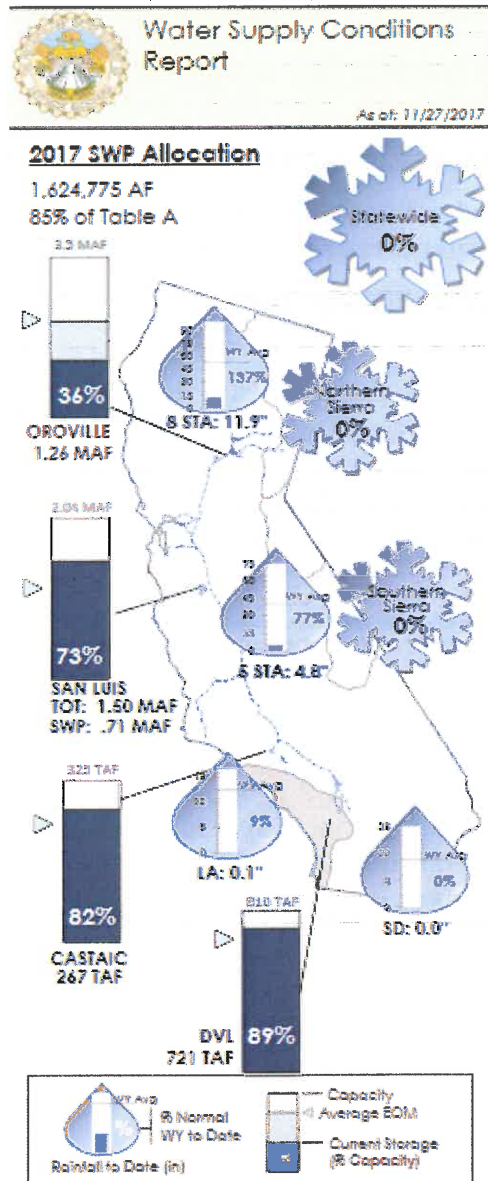 Water Supply Conditions
Report
As of: 11/27/2017
2017 SWP Allocation
1,624,775 AF
85% of Table A
Statewide
0%
36%
OROVILLE
1.26 MAF
WY Avg
137%
8 STA: 11.9"
Northern
Sierra
0%
2.04 MAF
73%
SAN LUIS
TOT: 1.50 MAF
SWP: .71 MAF
WY Avg
77%
5 STA: 4.8"
Southern
Sierra
0%
325 TAF
82%
CASTAIC
267 TAF
WY Avg
9%
LA: 0.1"
WY Avg
0%
SD: 0.0"
810 TAF
89%
DVL
721 TAF
WY Avg
%
% Normal
WY to Date
Rainfall to Date (in)
Capacity
Average EOM
Current Storage
(% Capacity)